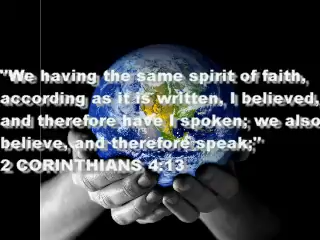 "We having the same spirit of faith,
according as it is written, I believed,
and therefore have I spoken; we also
believe, and therefore speak;"
2 CORINTHIANS 4:13